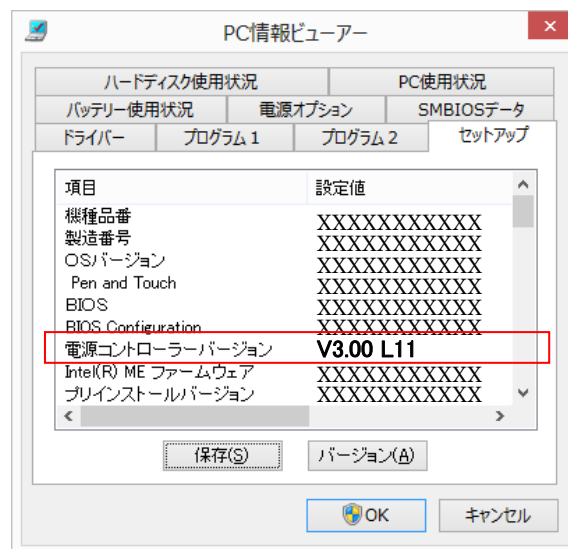 PC情報ビューアー
ハードディスク使用状況 PC使用状況
バッテリー使用状況 電源オプション SMBIOSデータ
ドライバー プログラム 1 プログラム 2 セットアップ
項目 設定値
機種品番 XXXXXXXXXXXX
製造番号 XXXXXXXXXXXX
OSバージョン XXXXXXXXXXXX
Pen and Touch XXXXXXXXXXXX
BIOS XXXXXXXXXXXX
BIOS Configuration XXXXXXXXXXXX
電源コントローラーバージョン V3.00 L11
Intel(R) ME ファームウェア XXXXXXXXXXXX
プリインストールバージョン XXXXXXXXXXXX
保存(S) バージョン(A)
OK キャンセル